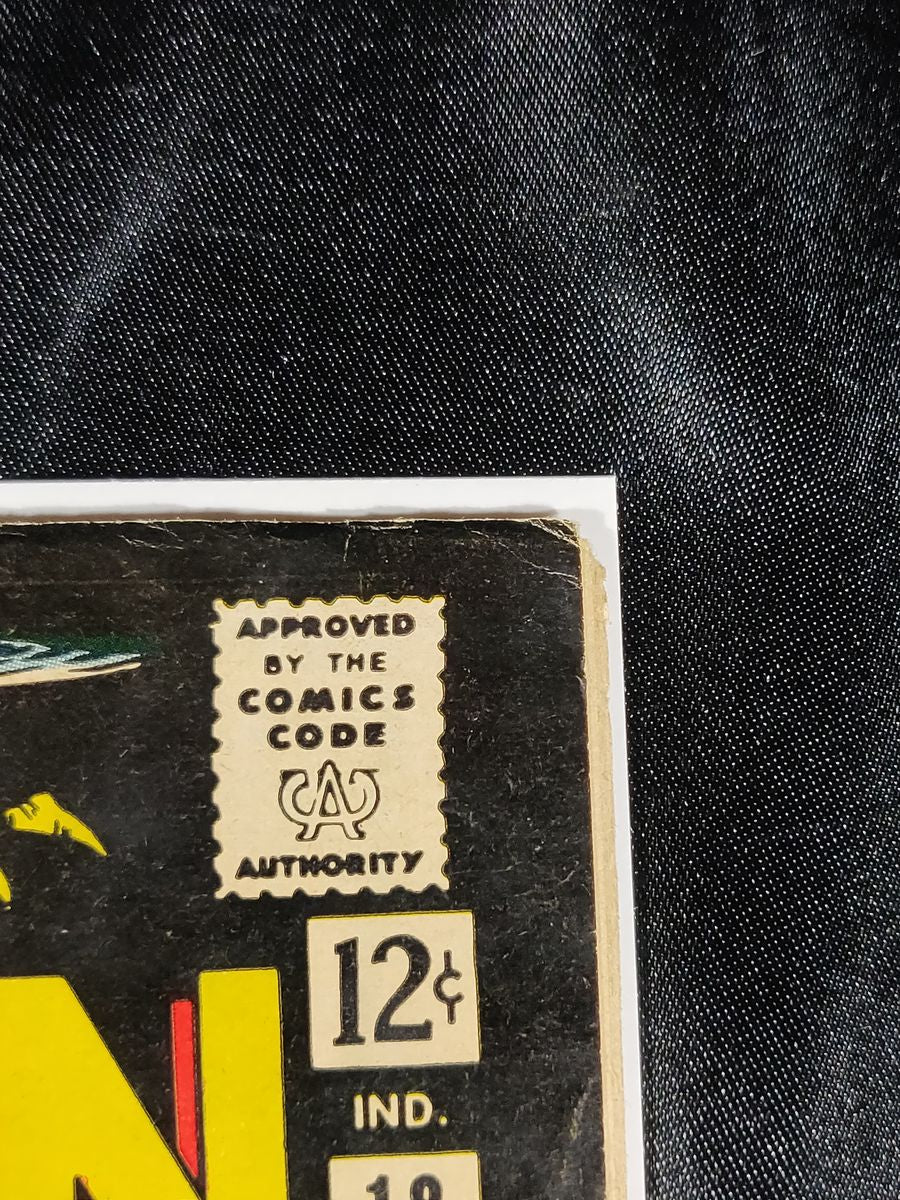 APPROVED
BY THE
COMICS
CODE
CA
AUTHORITY
12¢
IND.
N